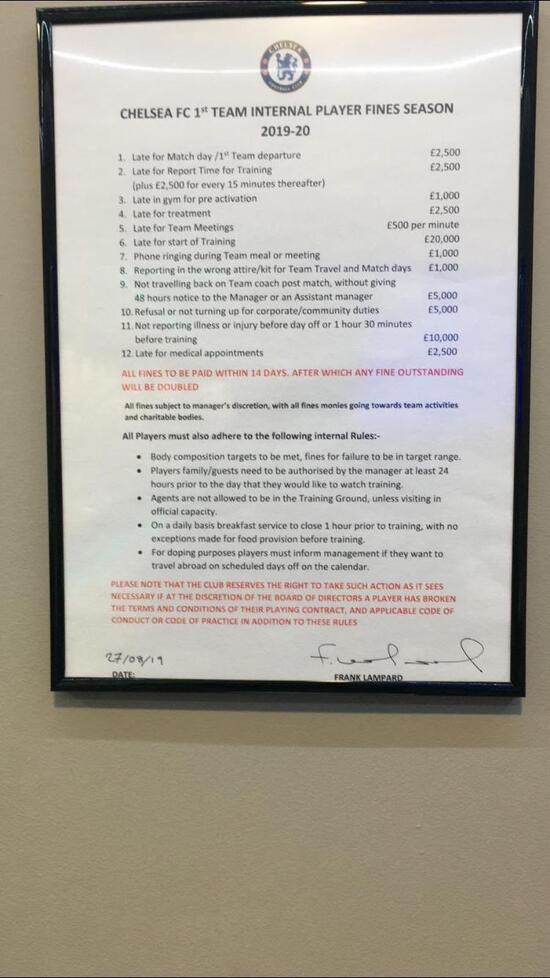 CHELSEA
FOOTBALL CLUB
CHELSEA FC 1st TEAM INTERNAL PLAYER FINES SEASON
2019-20
1. Late for Match day /1st Team departure £2,500
2. Late for Report Time for Training £2,500
(plus £2,500 for every 15 minutes thereafter)
3. Late in gym for pre activation £1,000
4. Late for treatment £2,500
5. Late for Team Meetings £500 per minute
6. Late for start of Training £20,000
7. Phone ringing during Team meal or meeting £1,000
8. Reporting in the wrong attire/kit for Team Travel and Match days £1,000
9. Not travelling back on Team coach post match, without giving
48 hours notice to the Manager or an Assistant manager £5,000
10. Refusal or not turning up for corporate/community duties £5,000
11. Not reporting illness or injury before day off or 1 hour 30 minutes
before training £10,000
12. Late for medical appointments £2,500
ALL FINES TO BE PAID WITHIN 14 DAYS. AFTER WHICH ANY FINE OUTSTANDING
WILL BE DOUBLED
All fines subject to manager's discretion, with all fines monies going towards team activities
and charitable bodies.
All Players must also adhere to the following internal Rules:-
• Body composition targets to be met, fines for failure to be in target range.
• Players family/guests need to be authorised by the manager at least 24
hours prior to the day that they would like to watch training.
• Agents are not allowed to be in the Training Ground, unless visiting in
official capacity.
• On a daily basis breakfast service to close 1 hour prior to training, with no
exceptions made for food provision before training.
• For doping purposes players must inform management if they want to
travel abroad on scheduled days off on the calendar.
PLEASE NOTE THAT THE CLUB RESERVES THE RIGHT TO TAKE SUCH ACTION AS IT SEES
NECESSARY IF AT THE DISCRETION OF THE BOARD OF DIRECTORS A PLAYER HAS BROKEN
THE TERMS AND CONDITIONS OF THEIR PLAYING CONTRACT, AND APPLICABLE CODE OF
CONDUCT OR CODE OF PRACTICE IN ADDITION TO THESE RULES
27/08/19
DATE: FRANK LAMPARD